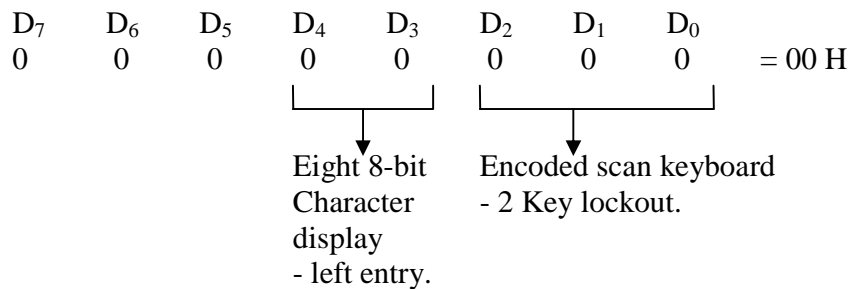 D₇ D₆ D₅ D₄ D₃ D₂ D₁ D₀
0 0 0 0 0 0 0 0 = 00 H
Eight 8-bit
Character
display
- left entry.
Encoded scan keyboard
- 2 Key lockout.